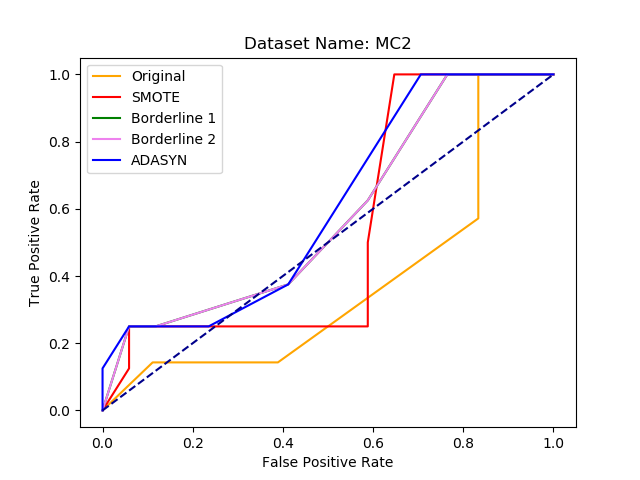 Dataset Name: MC2
Original
SMOTE
Borderline 1
Borderline 2
ADASYN
True Positive Rate
1.0
0.8
0.6
0.4
0.2
0.0
0.0 0.2 0.4 0.6 0.8 1.0
False Positive Rate